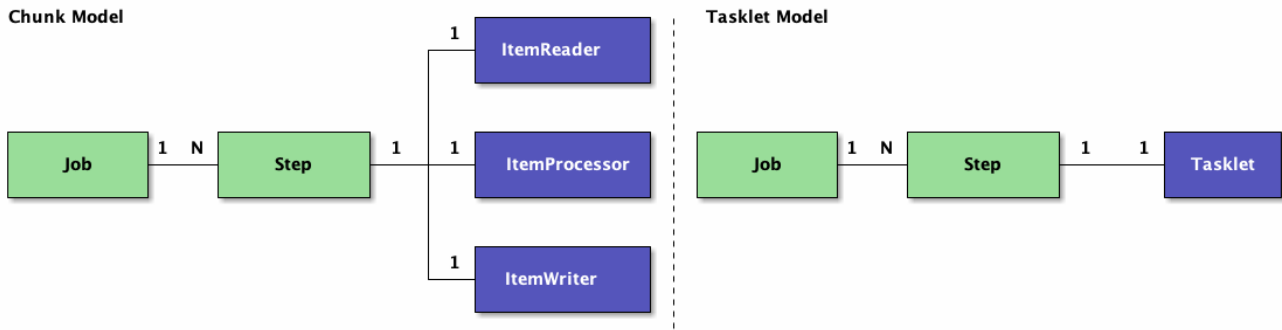 Chunk Model
1
ItemReader
Job
1
N
Step
1
1
ItemProcessor
1
ItemWriter
Tasklet Model
Job
1
N
Step
1
1
Tasklet